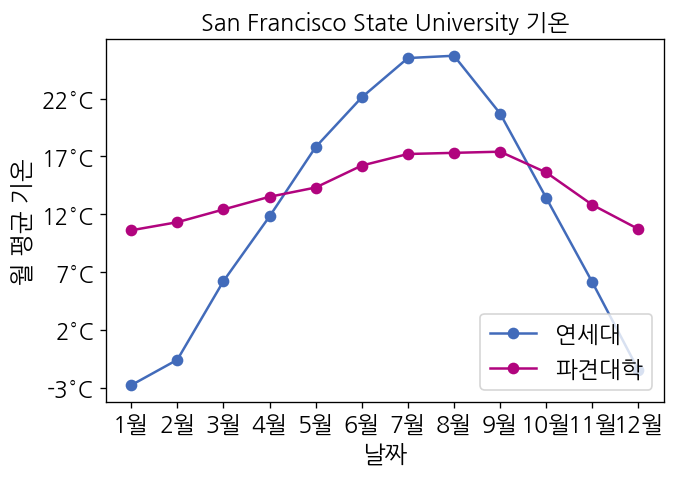 San Francisco State University 기온
월 평균 기온
22°C
17°C
12°C
7°C
2°C
-3°C
연세대
파견대학
1월 2월 3월 4월 5월 6월 7월 8월 9월 10월 11월 12월
날짜